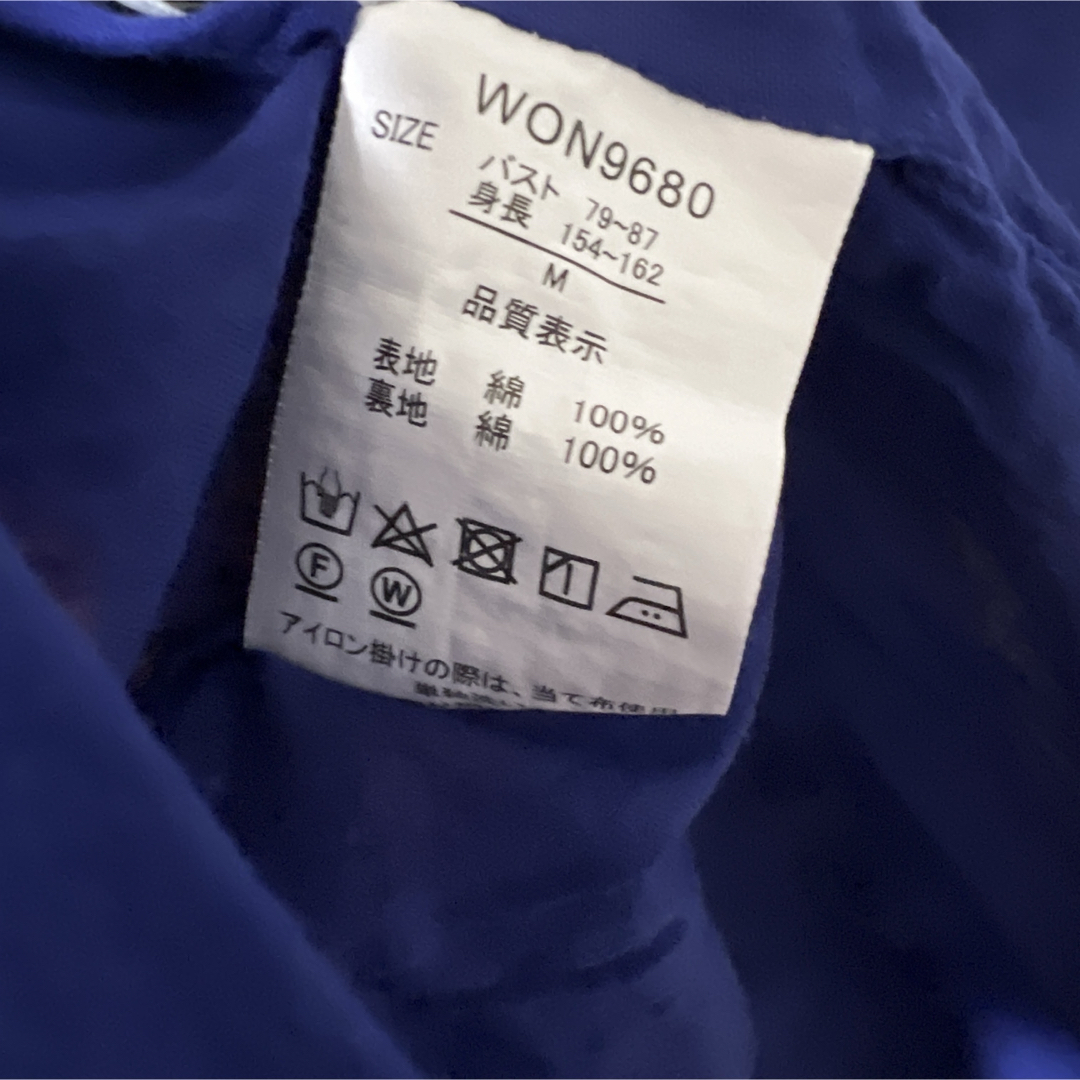 WON9680
SIZE バスト 79~87
身長 154~162
M
品質表示
表地 綿 100%
裏地 綿 100%
F W
アイロン掛けの際は、当て布使用